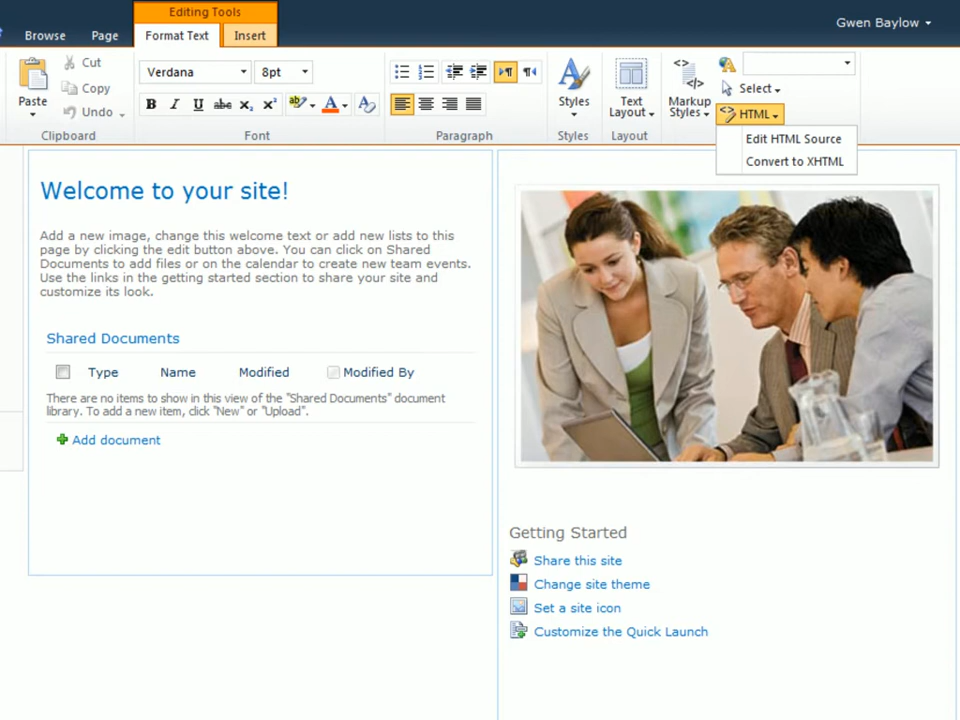 Editing Tools
Gwen Baylow
Browse Page Format Text Insert
Paste
Cut
Copy
Undo
Clipboard
Verdana 8pt
B I U abc x₂ x²
ab A A
Font
Paragraph
Styles
Styles
Text
Layout
Layout
Markup
Styles
A
Select
HTML
Edit HTML Source
Convert to XHTML
Welcome to your site!
Add a new image, change this welcome text or add new lists to this
page by clicking the edit button above. You can click on Shared
Documents to add files or on the calendar to create new team events.
Use the links in the getting started section to share your site and
customize its look.
Shared Documents
Type Name Modified Modified By
There are no items to show in this view of the "Shared Documents" document
library. To add a new item, click "New" or "Upload".
Add document
Getting Started
Share this site
Change site theme
Set a site icon
Customize the Quick Launch